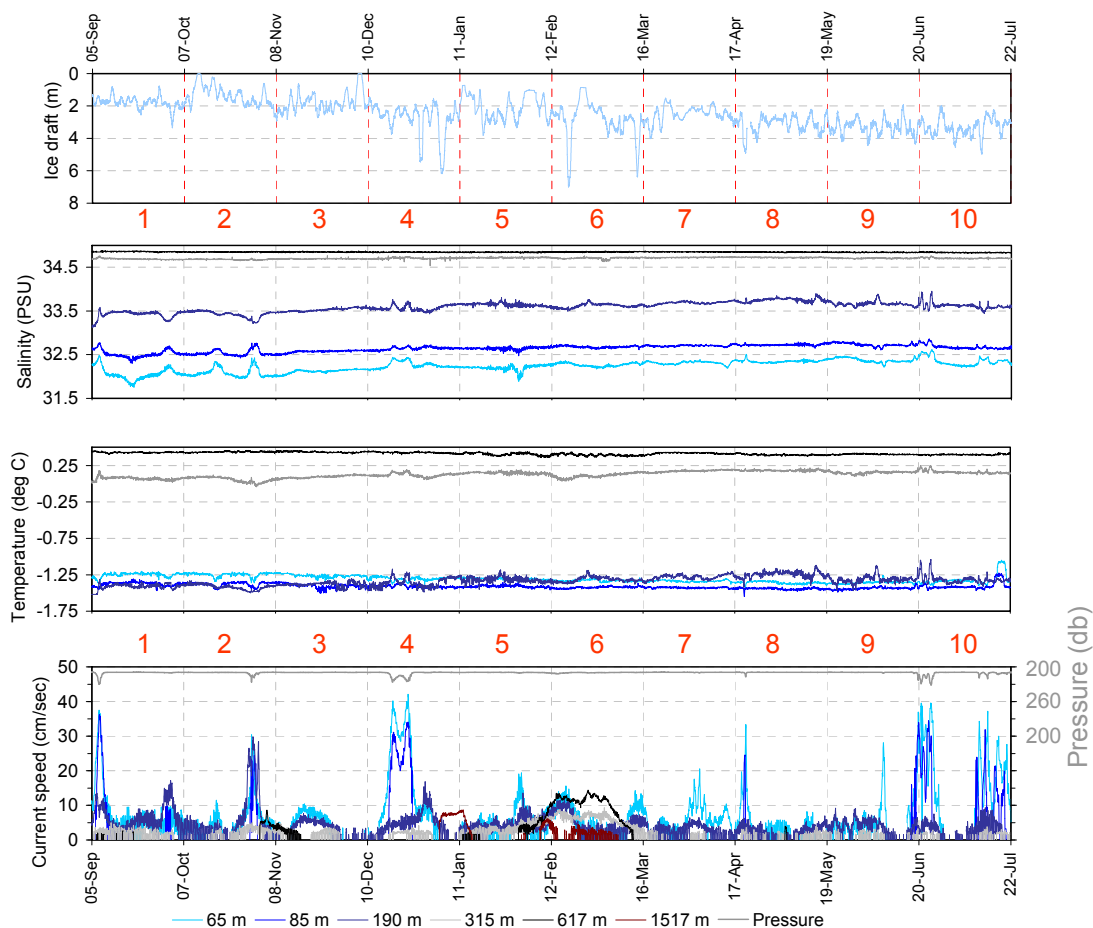 05-Sep 07-Oct 08-Nov 10-Dec 11-Jan 12-Feb 16-Mar 17-Apr 19-May 20-Jun 22-Jul
Ice draft (m)
0
2
4
6
8
1 2 3 4 5 6 7 8 9 10
Salinity (PSU)
34.5
33.5
32.5
31.5
Temperature (deg C)
0.25
-0.25
-0.75
-1.25
-1.75
1 2 3 4 5 6 7 8 9 10
Current speed (cm/sec)
50
40
30
20
10
0
200
260
200
Pressure (db)
05-Sep 07-Oct 08-Nov 10-Dec 11-Jan 12-Feb 16-Mar 17-Apr 19-May 20-Jun 22-Jul
65 m 85 m 190 m 315 m 617 m 1517 m Pressure